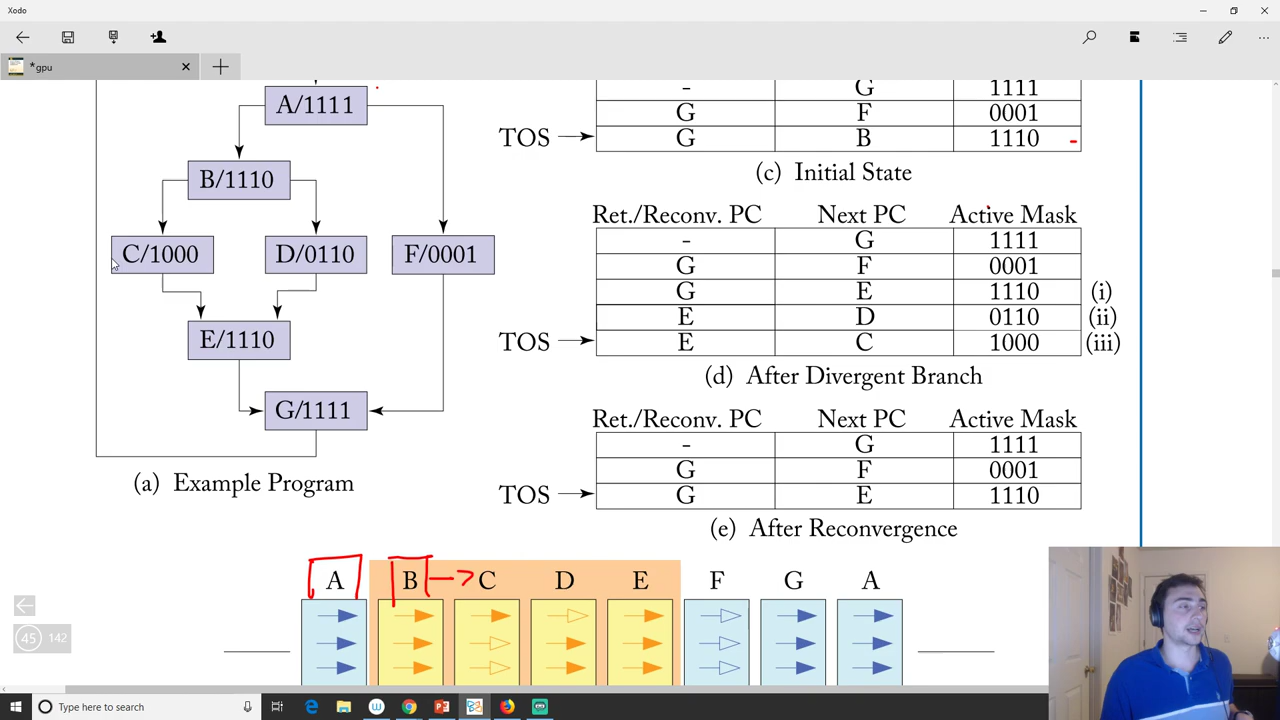 Xodo
*gpu
A/1111
B/1110
C/1000
D/0110
F/0001
E/1110
G/1111
(a) Example Program
- G 1111
G F 0001
TOS G B 1110
(c) Initial State
Ret./Reconv. PC Next PC Active Mask
- G 1111
G F 0001
G E 1110 (i)
E D 0110 (ii)
TOS E C 1000 (iii)
(d) After Divergent Branch
Ret./Reconv. PC Next PC Active Mask
- G 1111
G F 0001
TOS G E 1110
(e) After Reconvergence
A B C D E F G A
45 142
Type here to search